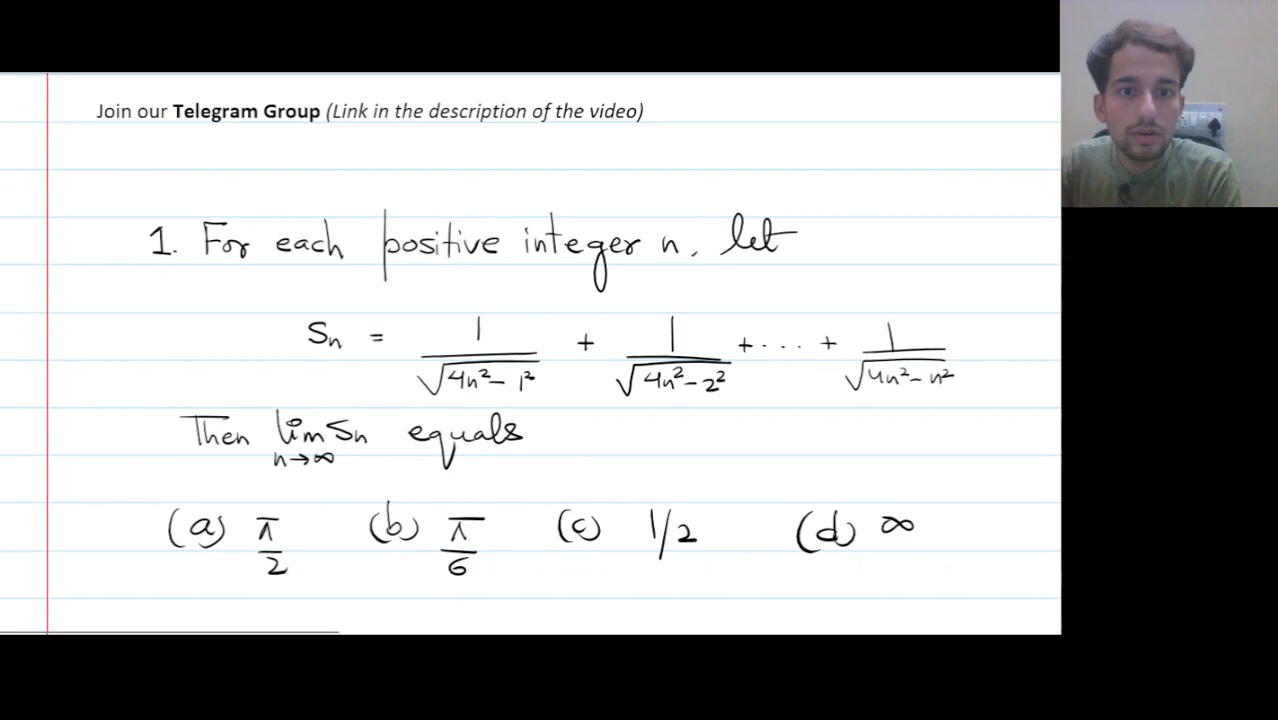 Join our Telegram Group (Link in the description of the video)
1. For each positive integer n, let
Sn = 1/√(4n²-1²) + 1/√(4n²-2²) + ... + 1/√(4n²-n²)
Then lim n→∞ Sn equals
(a) π/2 (b) π/6 (c) 1/2 (d) ∞